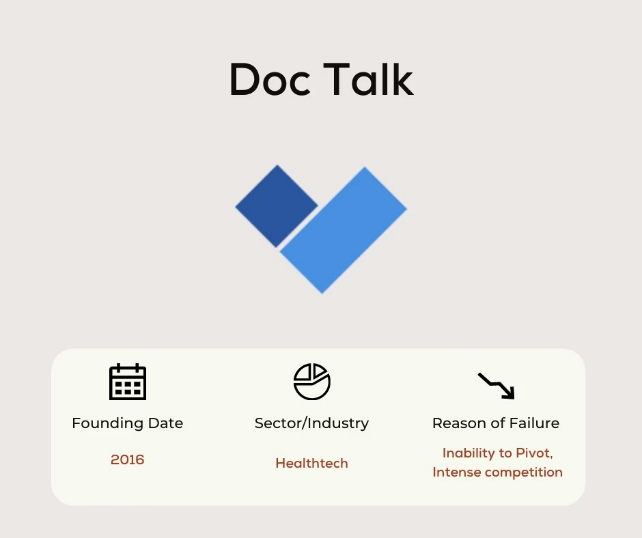 Doc Talk
Founding Date
Sector/Industry
Reason of Failure
2016
Healthtech
Inability to Pivot,
Intense competition